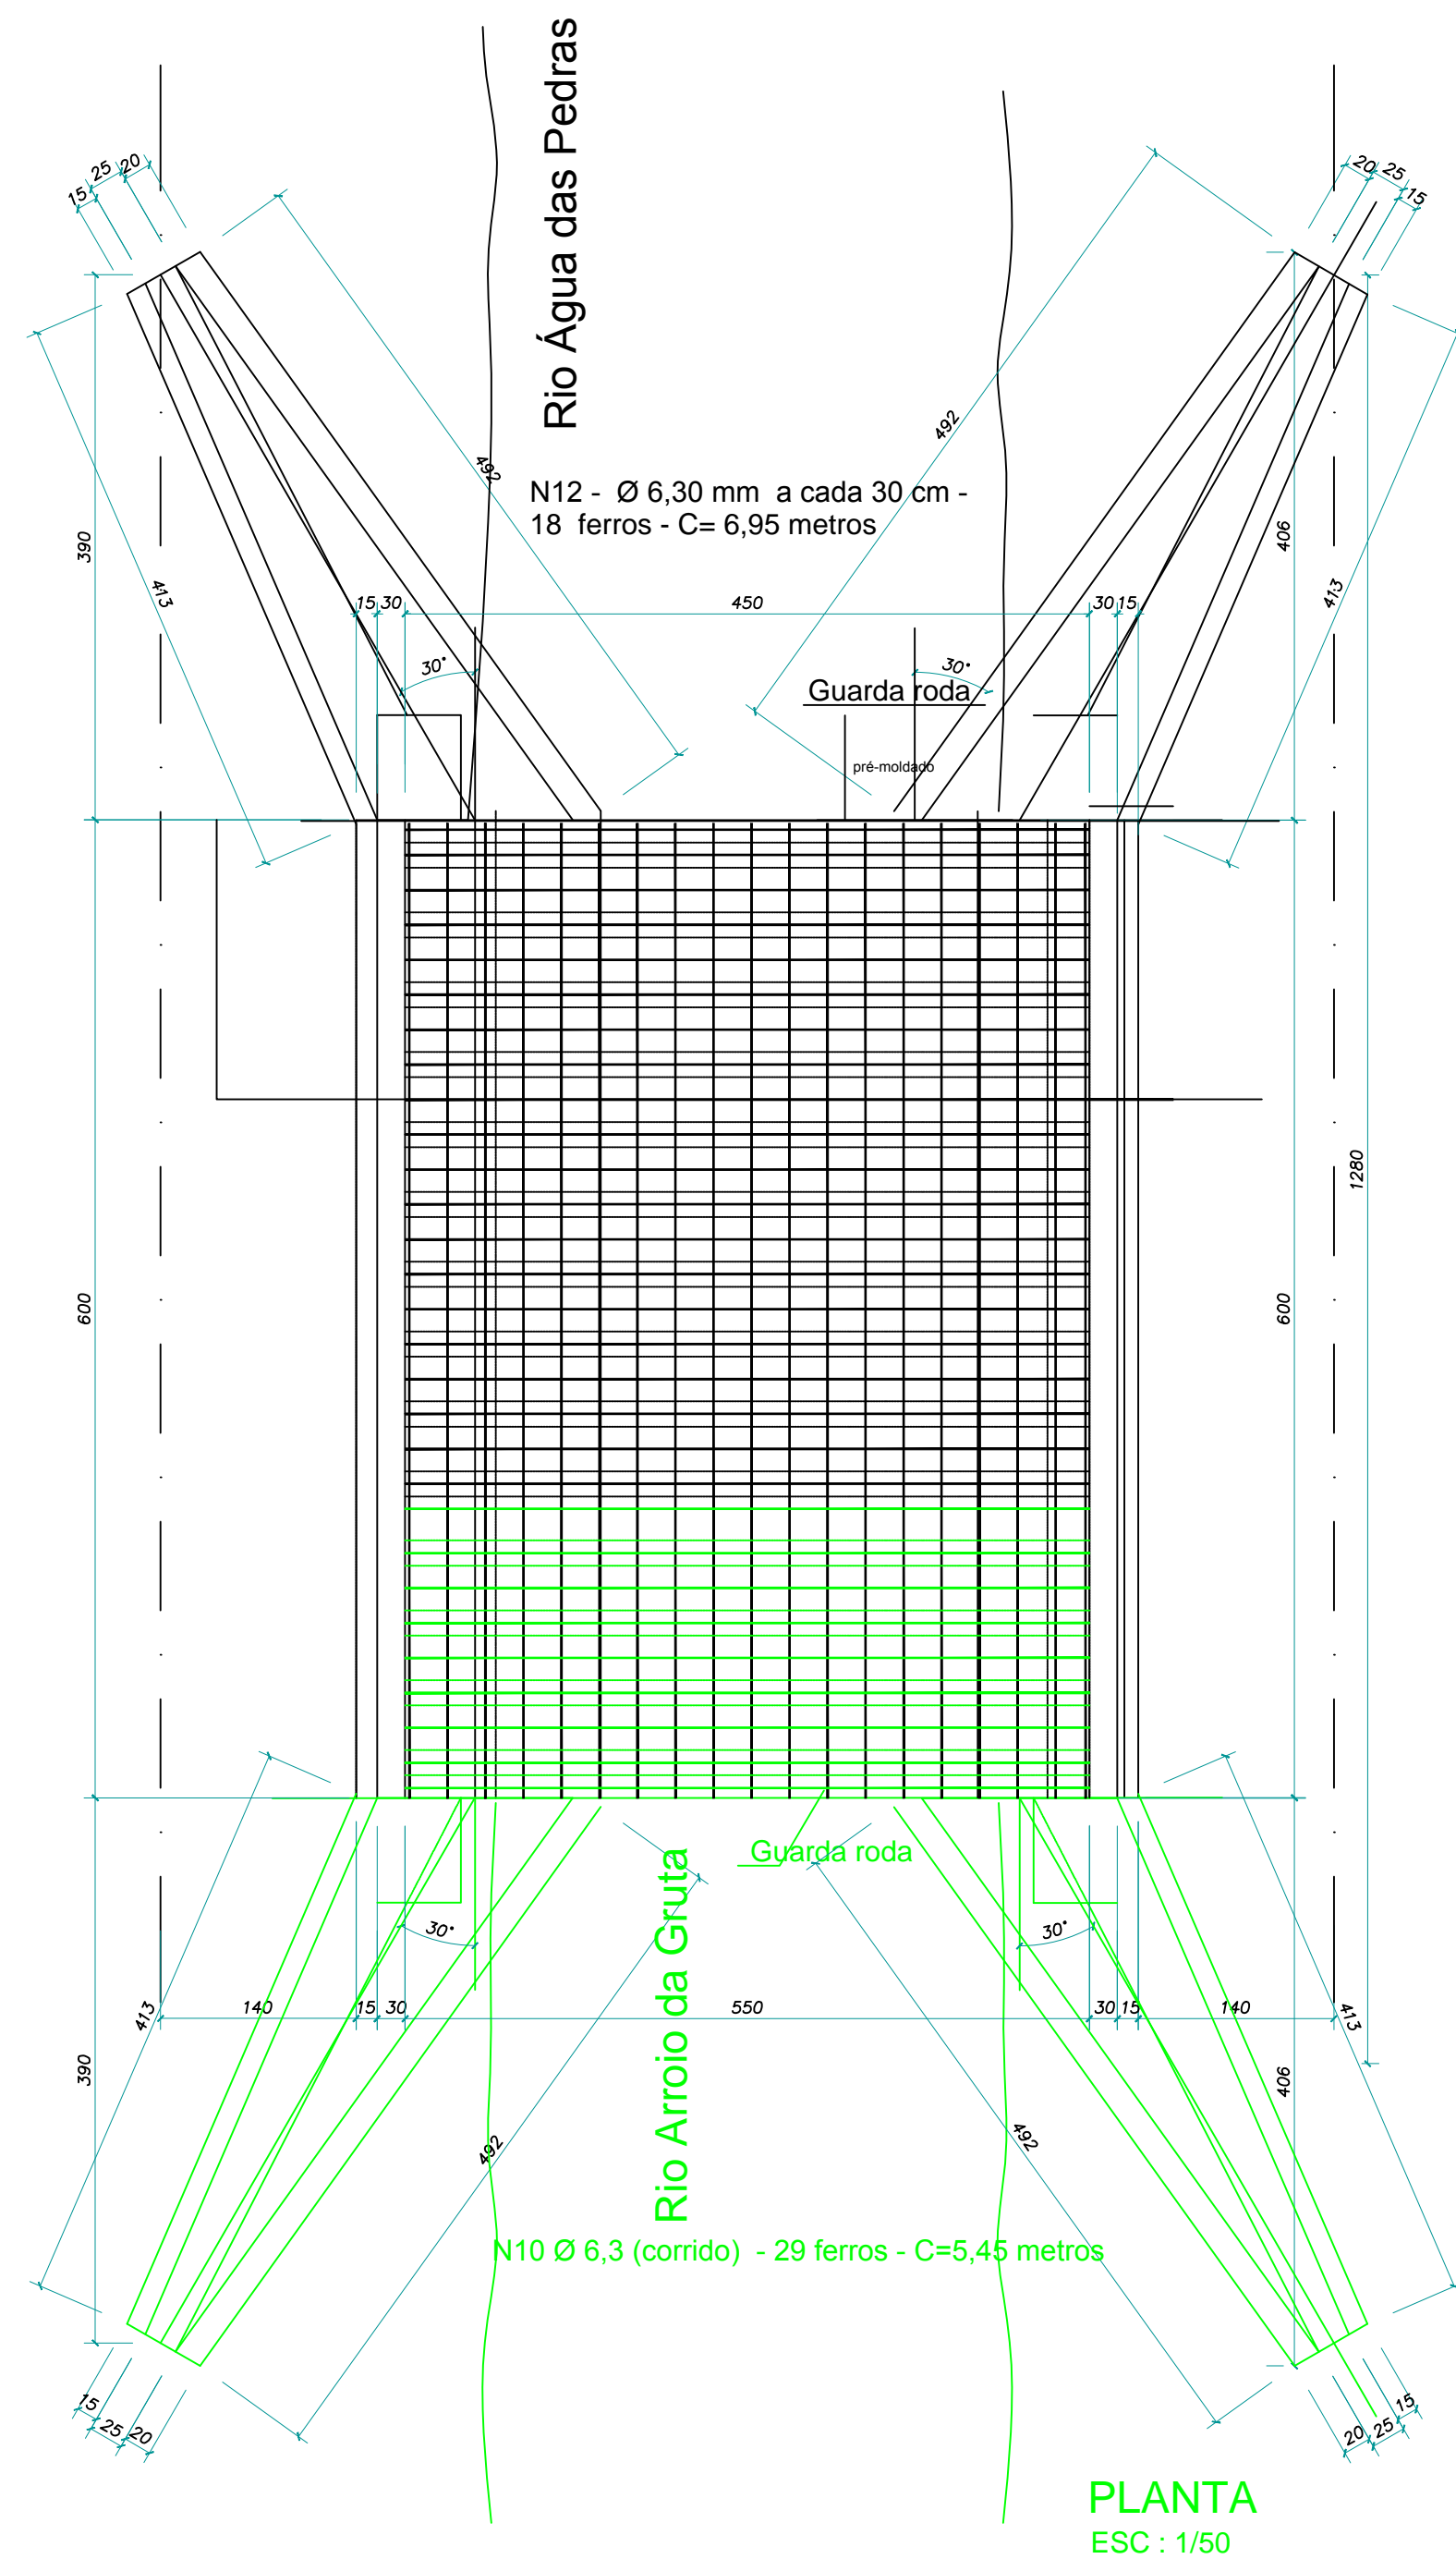 Rio Água das Pedras
20
25
15
20
25
15
492
492
N12 -  Ø 6,30 mm  a cada 30 cm -
18  ferros - C= 6,95 metros
390
406
413
413
15 30 450 30 15
30°
30°
Guarda roda
pré-moldado
1280
600
600
Guarda roda
Rio Arroio da Gruta
30°
30°
413
140 15 30 550 30 15 140
413
390
406
492
492
N10 Ø 6,3 (corrido)  - 29 ferros - C=5,45 metros
15
25
20
15
25
20
PLANTA
ESC : 1/50